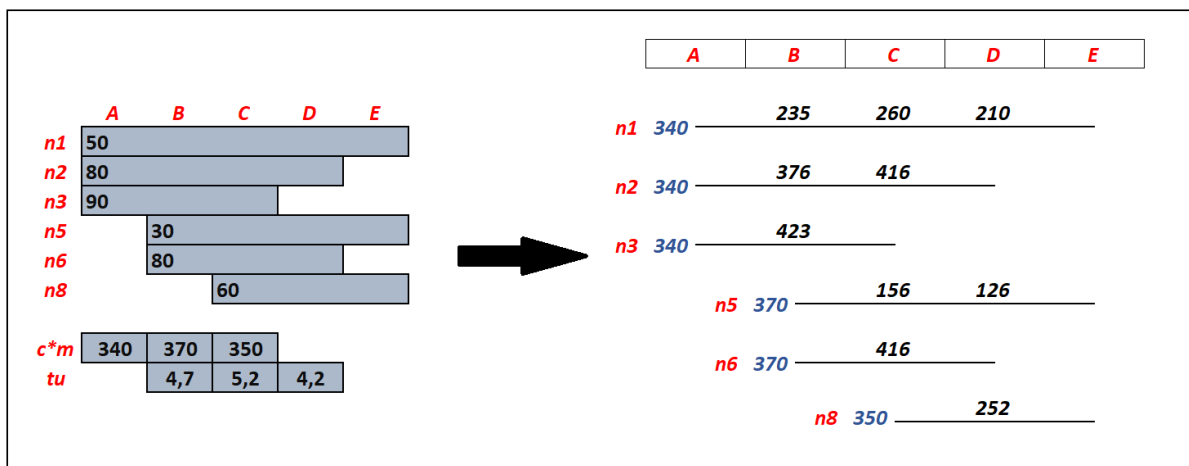 A B C D E
n1 50
n2 80
n3 90
n5 30
n6 80
n8 60
c*m 340 370 350
tu 4,7 5,2 4,2
A B C D E
n1 340 235 260 210
n2 340 376 416
n3 340 423
n5 370 156 126
n6 370 416
n8 350 252